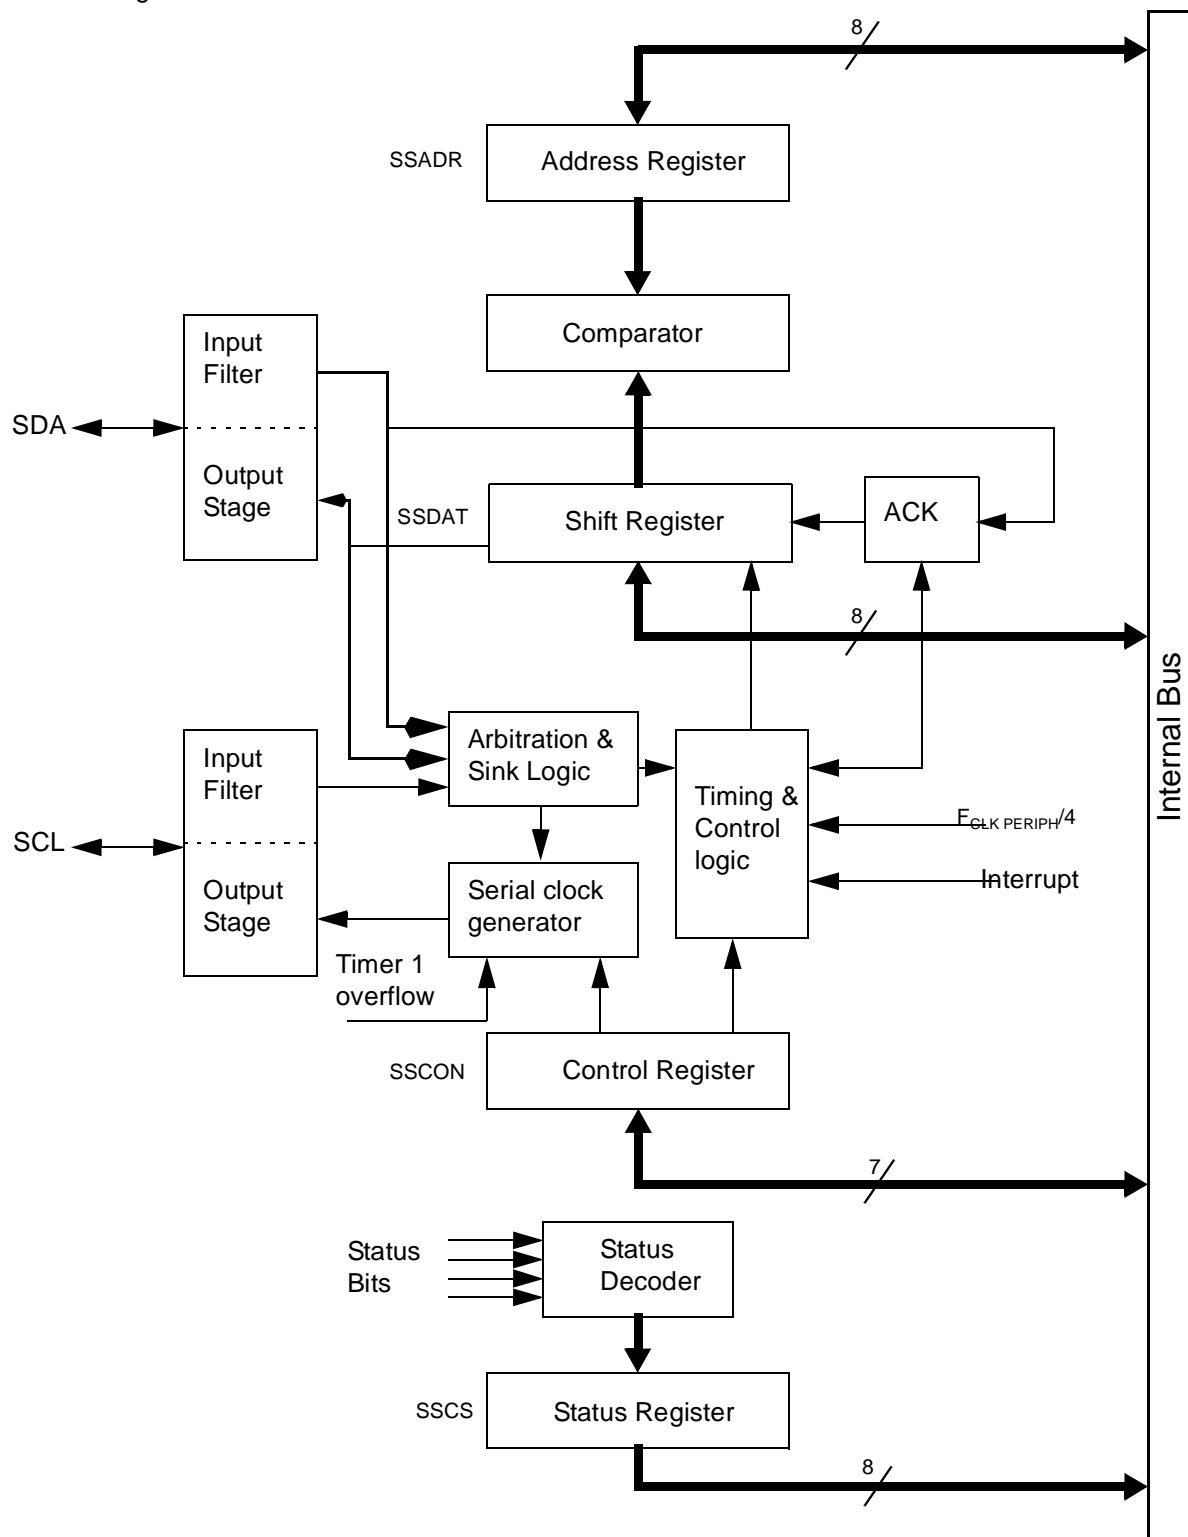 8
SSADR
Address Register
Comparator
Input
Filter
SDA
Output
Stage
SSDAT
Shift Register
ACK
8
Internal Bus
Arbitration &
Sink Logic
Input
Filter
Timing &
Control
logic
FCLK PERIPH/4
SCL
Interrupt
Output
Stage
Serial clock
generator
Timer 1
overflow
SSCON
Control Register
7
Status
Bits
Status
Decoder
SSCS
Status Register
8